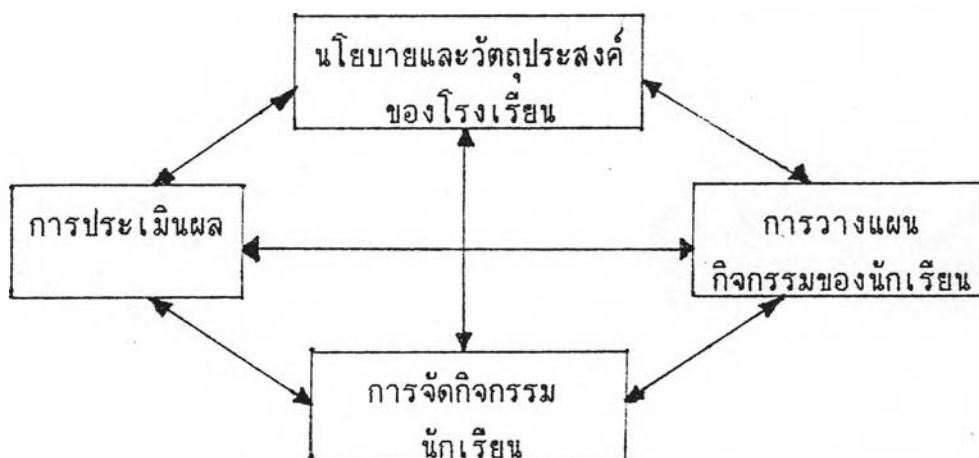 นโยบายและวัตถุประสงค์
ของโรงเรียน
การประเมินผล
การวางแผน
กิจกรรมของนักเรียน
การจัดกิจกรรม
นักเรียน